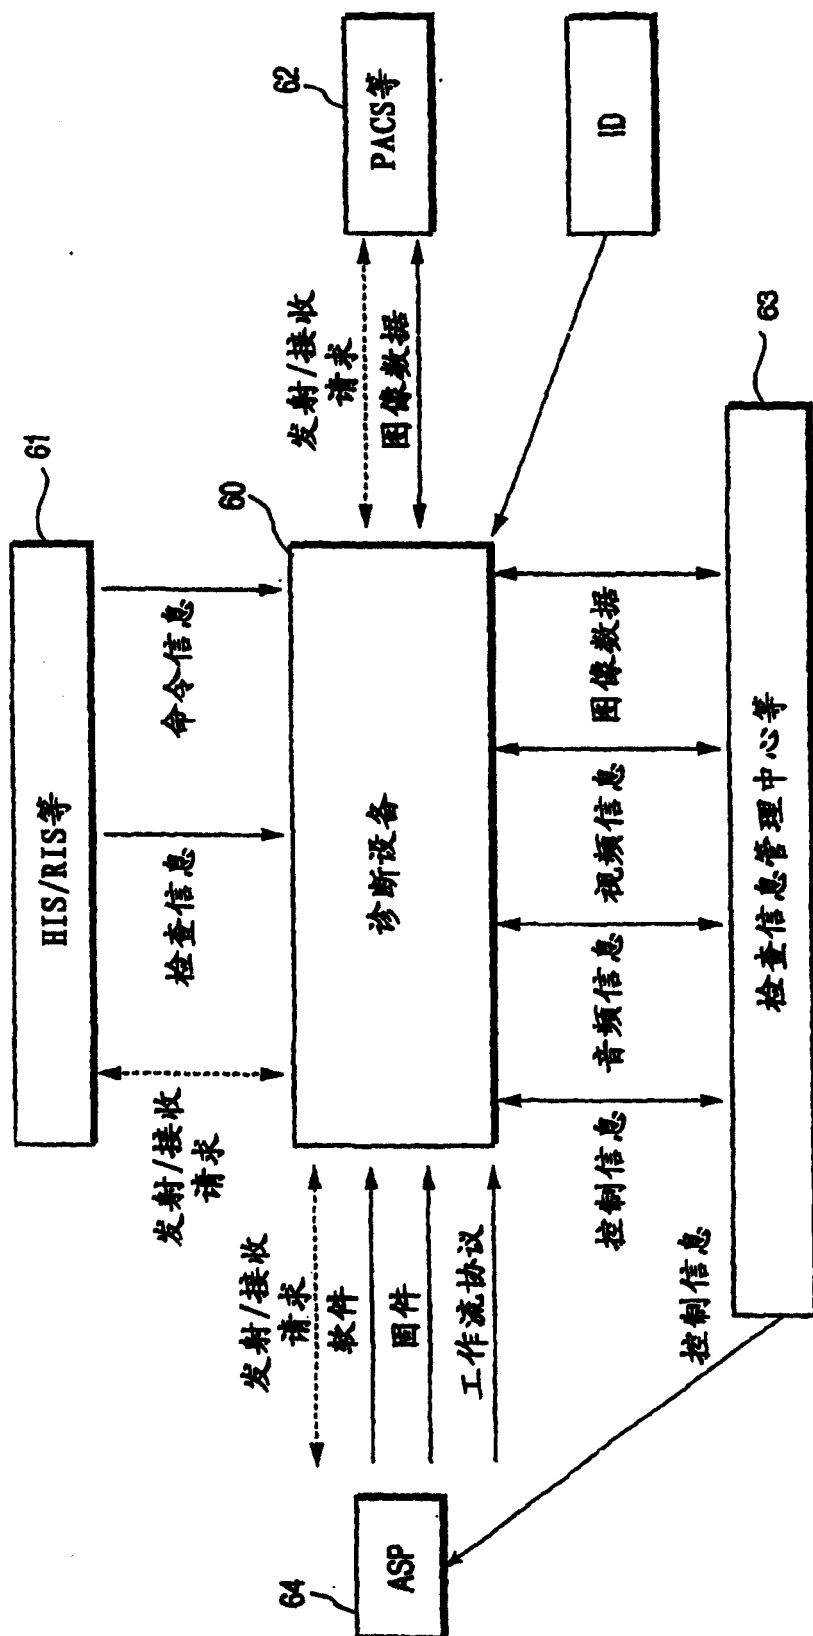 HIS/RIS等
61
发射/接收
请求
检查信息
命令信息
60
64
ASP
发射/接收
请求
软件
固件
工作流协议
诊断设备
发射/接收
请求
图像数据
62
PACS等
ID
控制信息
音频信息
视频信息
图像数据
控制信息
检查信息管理中心等
63